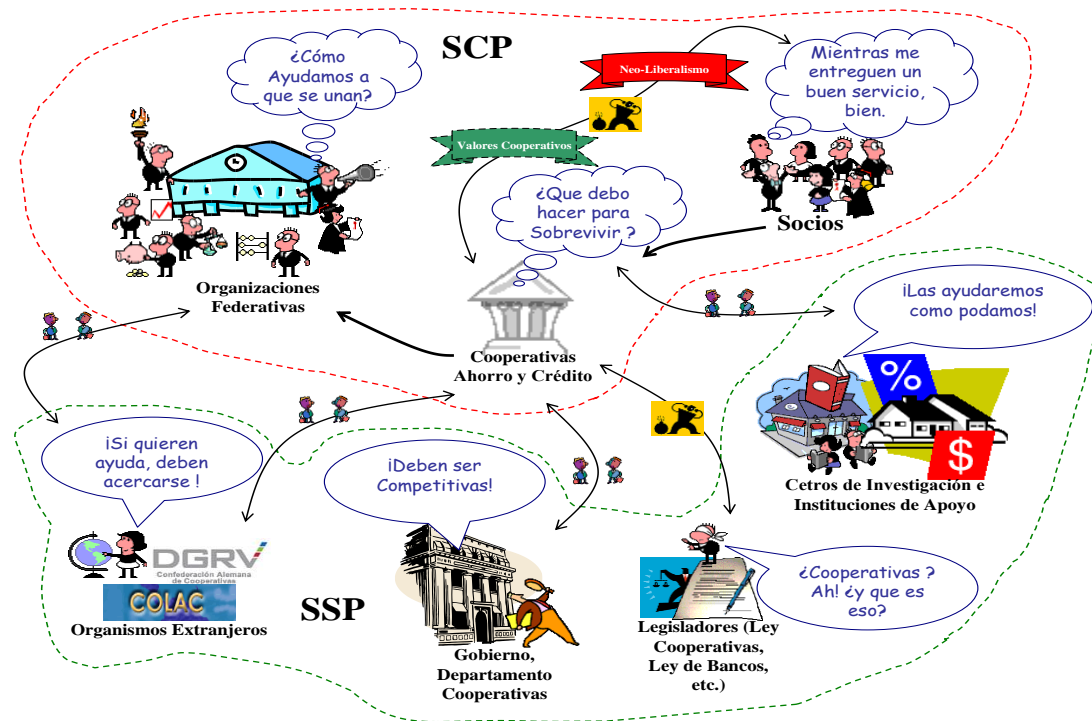 SCP
¿Cómo
Ayudamos a
que se unan?
Neo-Liberalismo
Mientras me
entreguen un
buen servicio,
bien.
Valores Cooperativos
¿Que debo
hacer para
Sobrevivir ?
Socios
Organizaciones
Federativas
Cooperativas
Ahorro y Crédito
¡Las ayudaremos
como podamos!
%
$
Cetros de Investigación e
Instituciones de Apoyo
¡Si quieren
ayuda, deben
acercarse !
DGRV
Confederación Alemana
de Cooperativas
COLAC
Organismos Extranjeros
SSP
¡Deben ser
Competitivas!
Gobierno,
Departamento
Cooperativas
¿Cooperativas ?
Ah! ¿y que es
eso?
Legisladores (Ley
Cooperativas,
Ley de Bancos,
etc.)